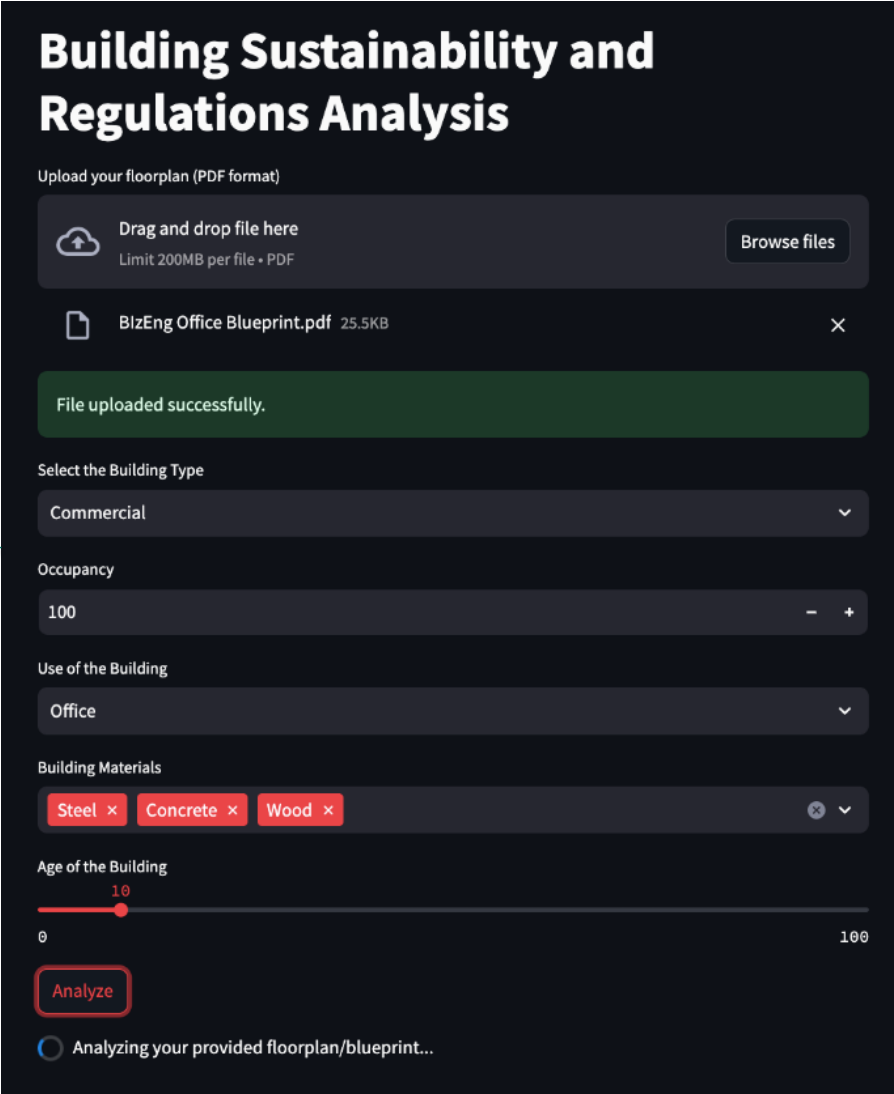 Building Sustainability and
Regulations Analysis
Upload your floorplan (PDF format)
Drag and drop file here
Limit 200MB per file • PDF
Browse files
BIzEng Office Blueprint.pdf 25.5KB
File uploaded successfully.
Select the Building Type
Commercial
Occupancy
100
Use of the Building
Office
Building Materials
Steel × Concrete × Wood ×
Age of the Building
10
0 100
Analyze
Analyzing your provided floorplan/blueprint...